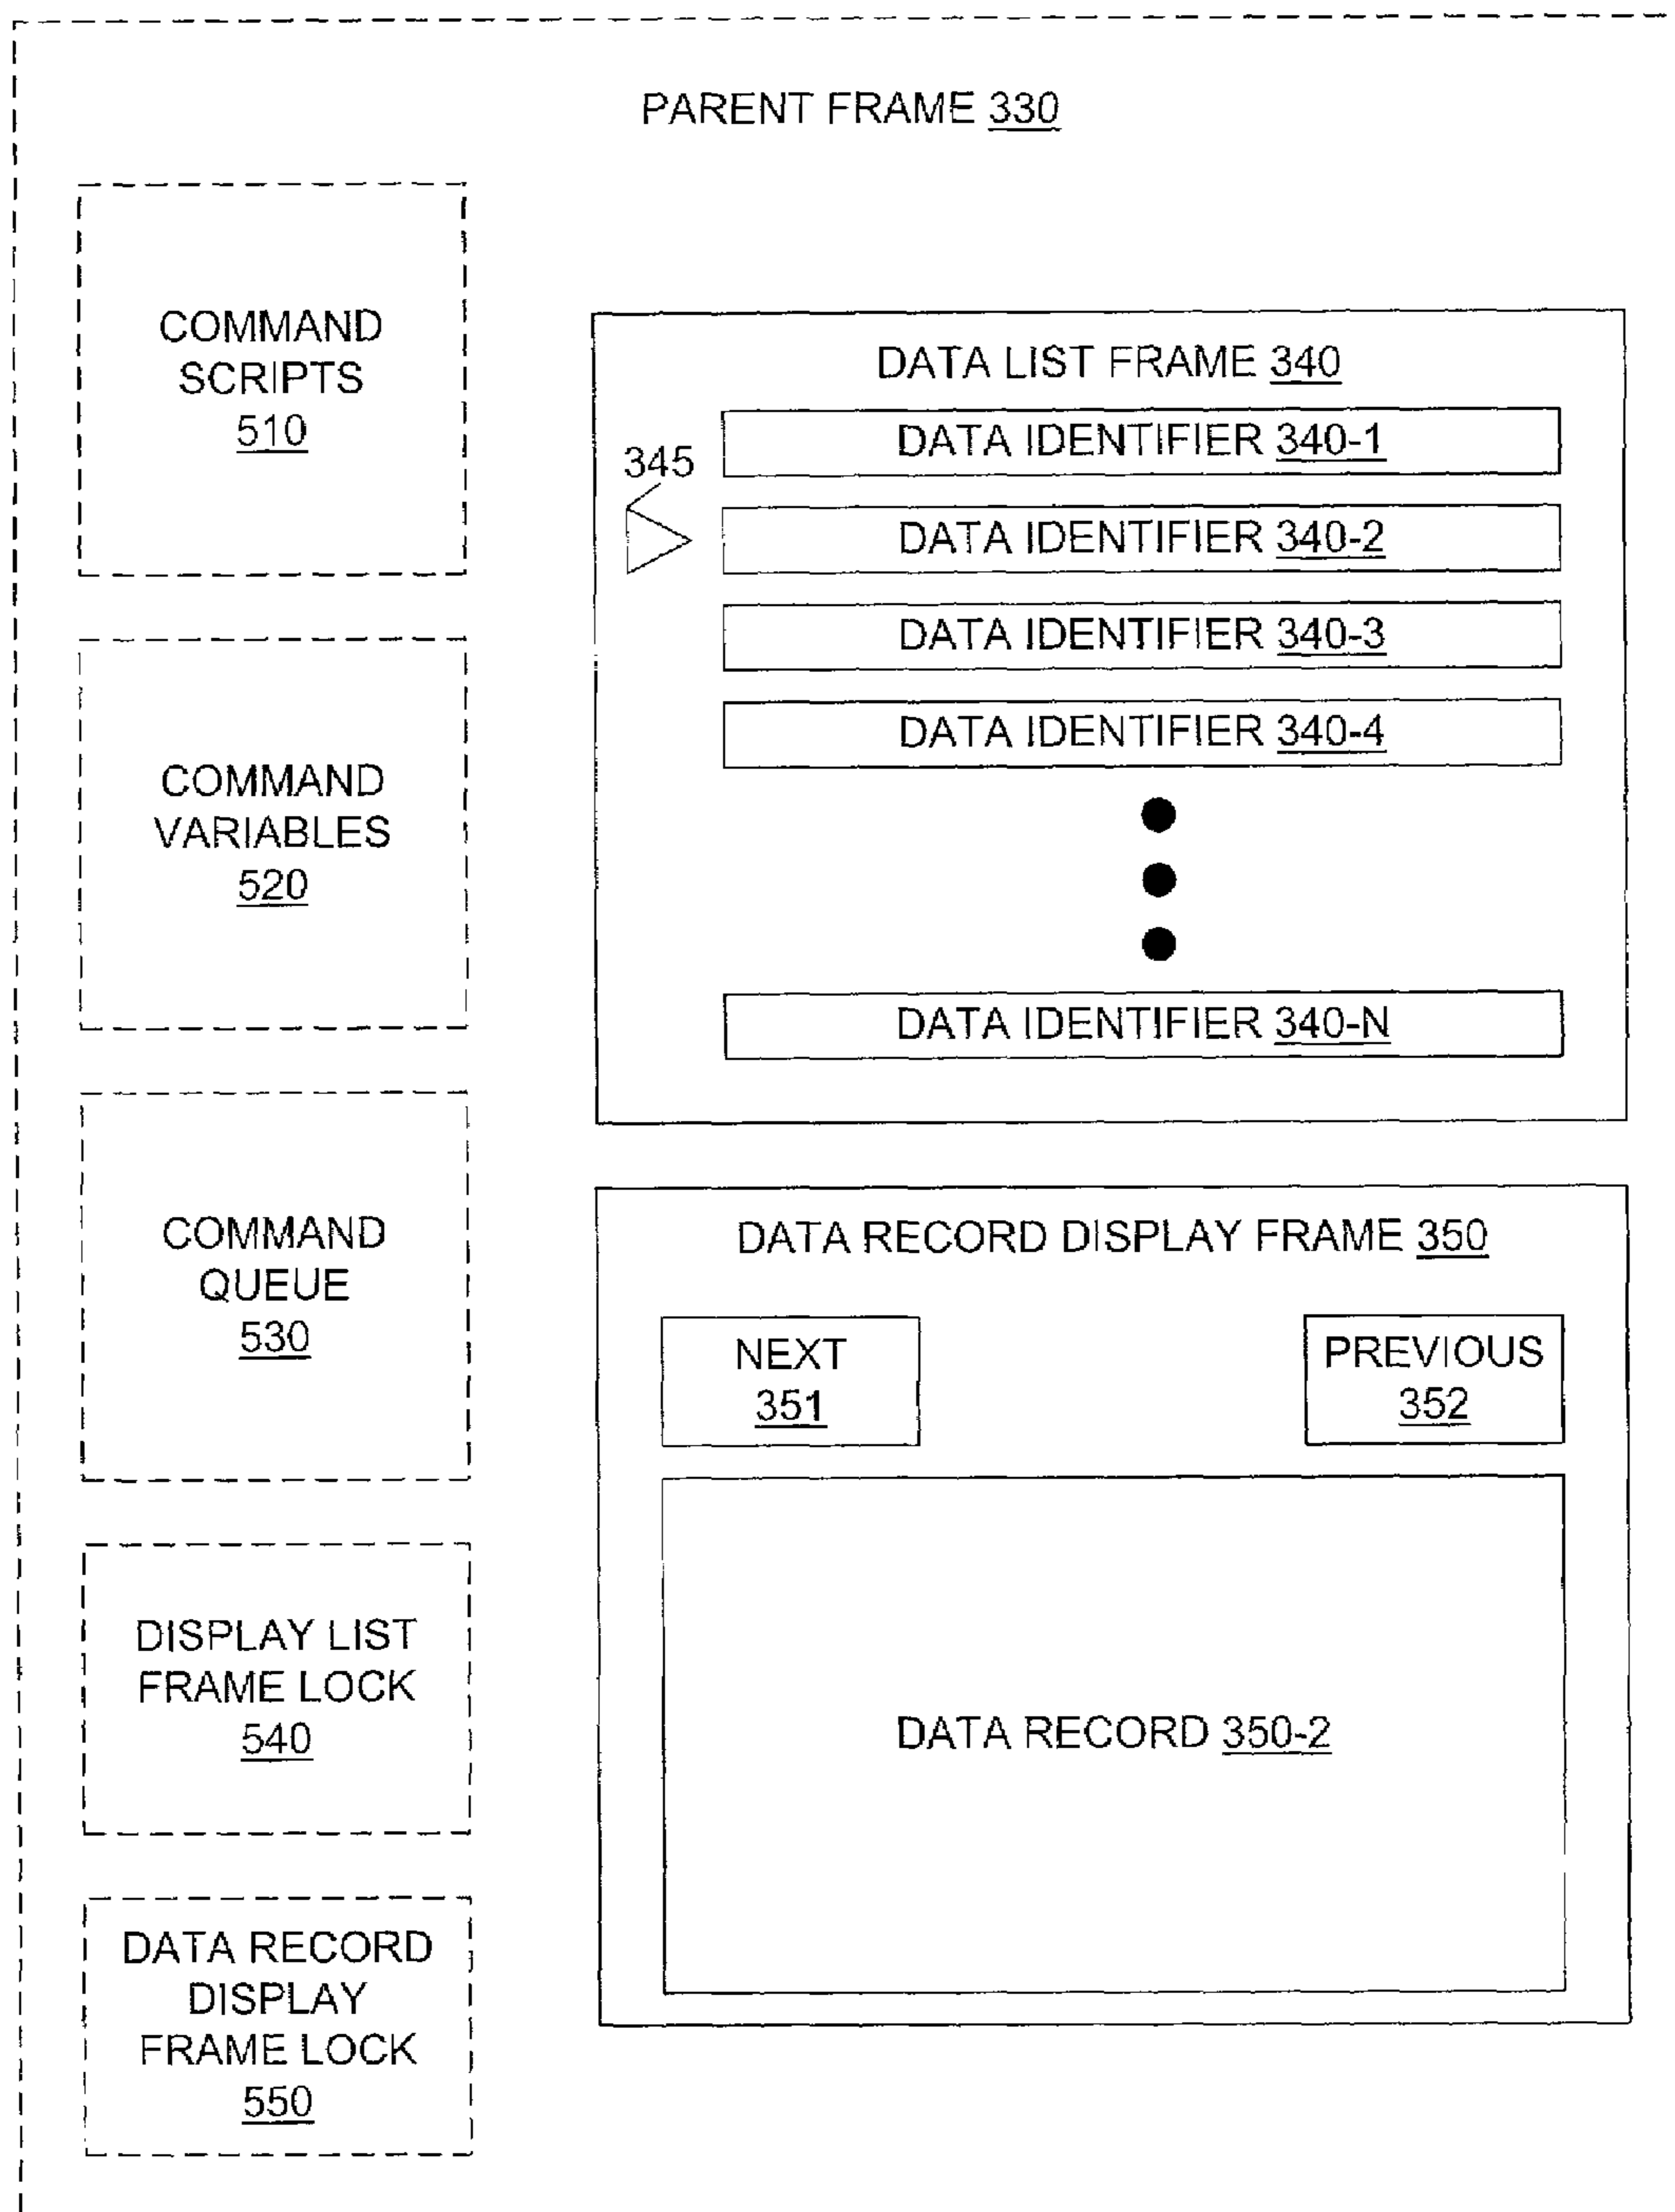 PARENT FRAME 330
COMMAND
SCRIPTS
510
COMMAND
VARIABLES
520
COMMAND
QUEUE
530
DISPLAY LIST
FRAME LOCK
540
DATA RECORD
DISPLAY
FRAME LOCK
550
DATA LIST FRAME 340
345
DATA IDENTIFIER 340-1
DATA IDENTIFIER 340-2
DATA IDENTIFIER 340-3
DATA IDENTIFIER 340-4
DATA IDENTIFIER 340-N
DATA RECORD DISPLAY FRAME 350
NEXT
351
PREVIOUS
352
DATA RECORD 350-2